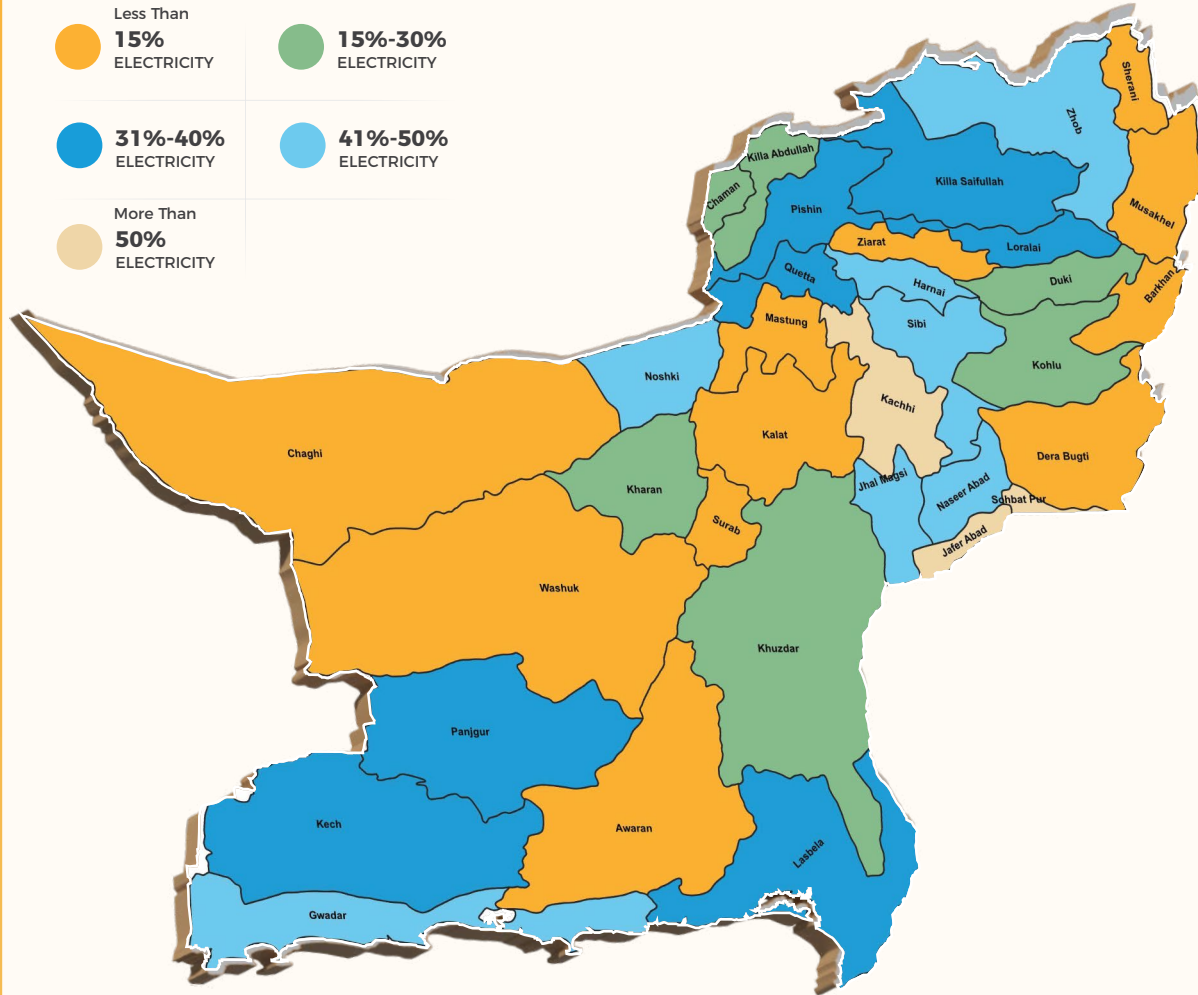 Less Than
15%
ELECTRICITY
15%-30%
ELECTRICITY
31%-40%
ELECTRICITY
41%-50%
ELECTRICITY
More Than
50%
ELECTRICITY
Sherani
Zhob
Killa Abdullah
Chaman
Killa Saifullah
Pishin
Musakhel
Ziarat
Loralai
Quetta
Harnai
Duki
Barkhan
Mastung
Sibi
Kohlu
Noshki
Kachhi
Kalat
Chaghi
Dera Bugti
Kharan
Jhal Magsi
Naseer Abad
Sohbat Pur
Surab
Jafer Abad
Washuk
Khuzdar
Panjgur
Kech
Awaran
Lasbela
Gwadar